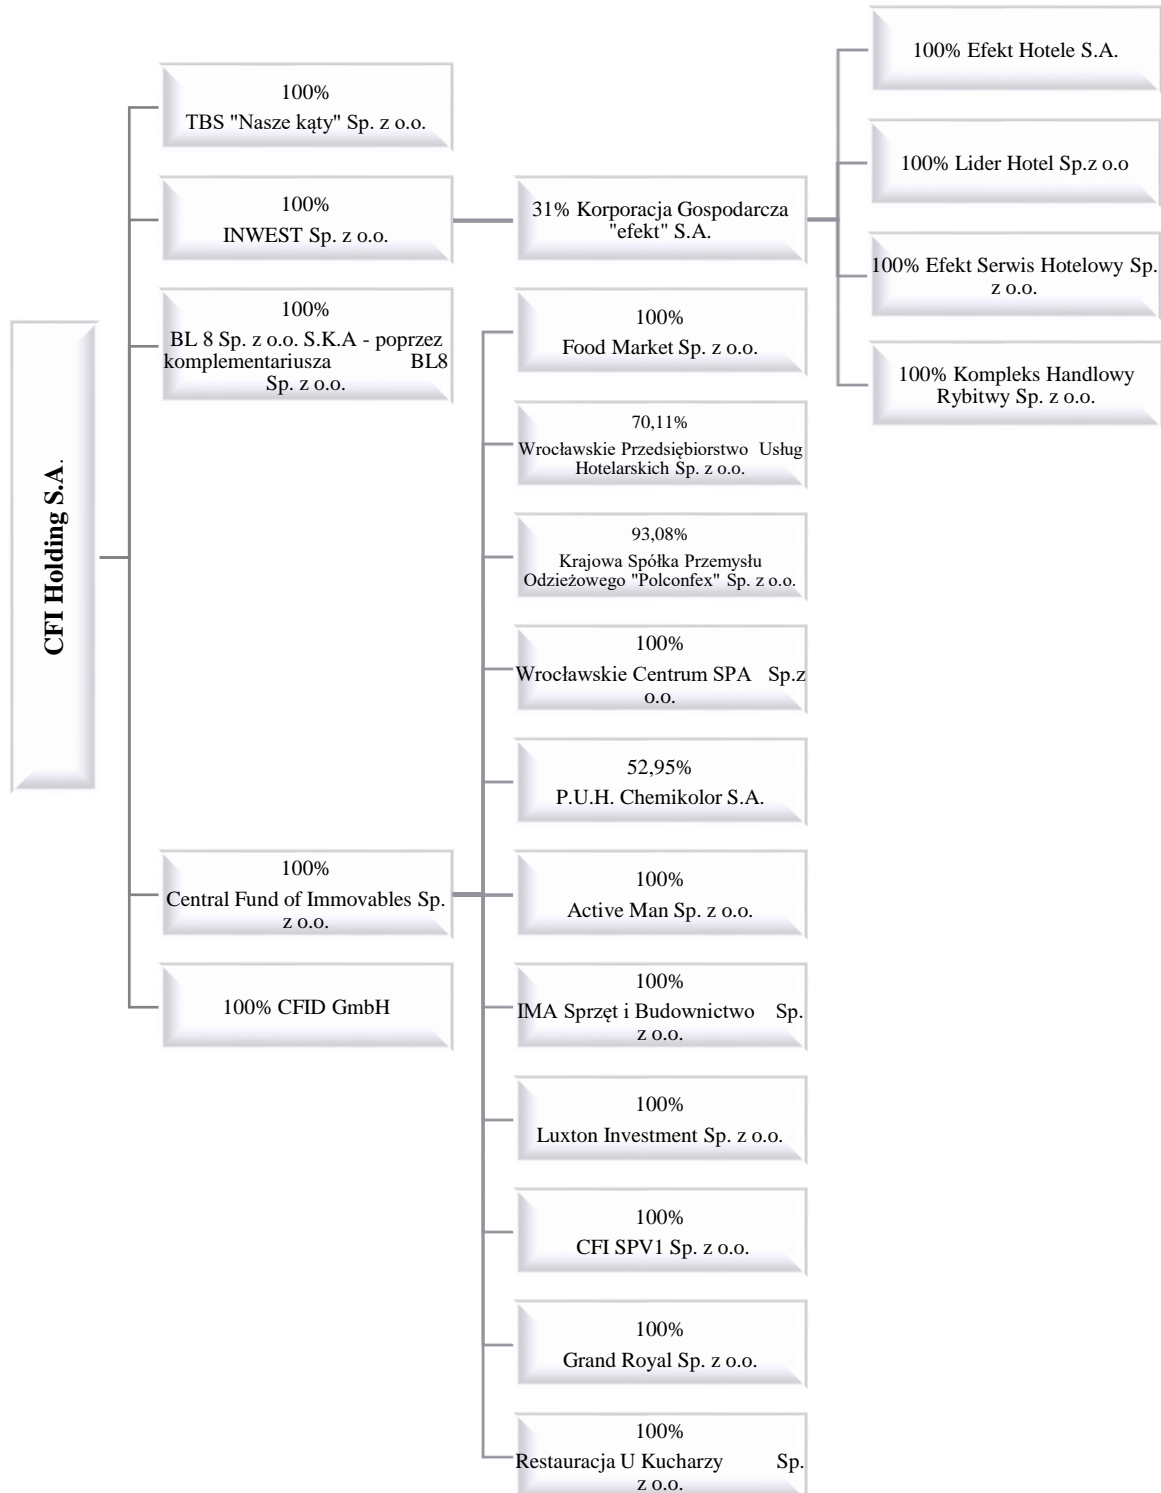 CFI Holding S.A.
100%
TBS "Nasze kąty" Sp. z o.o.
100%
INWEST Sp. z o.o.
100%
BL 8 Sp. z o.o. S.K.A - poprzez
komplementariusza BL8
Sp. z o.o.
100%
Central Fund of Immovables Sp.
z o.o.
100% CFID GmbH
31% Korporacja Gospodarcza
"efekt" S.A.
100%
Food Market Sp. z o.o.
70,11%
Wrocławskie Przedsiębiorstwo Usług
Hotelarskich Sp. z o.o.
93,08%
Krajowa Spółka Przemysłu
Odzieżowego "Polconfex" Sp. z o.o.
100%
Wrocławskie Centrum SPA Sp.z
o.o.
52,95%
P.U.H. Chemikolor S.A.
100%
Active Man Sp. z o.o.
100%
IMA Sprzęt i Budownictwo Sp.
z o.o.
100%
Luxton Investment Sp. z o.o.
100%
CFI SPV1 Sp. z o.o.
100%
Grand Royal Sp. z o.o.
100%
Restauracja U Kucharzy Sp.
z o.o.
100% Efekt Hotele S.A.
100% Lider Hotel Sp.z o.o
100% Efekt Serwis Hotelowy Sp.
z o.o.
100% Kompleks Handlowy
Rybitwy Sp. z o.o.